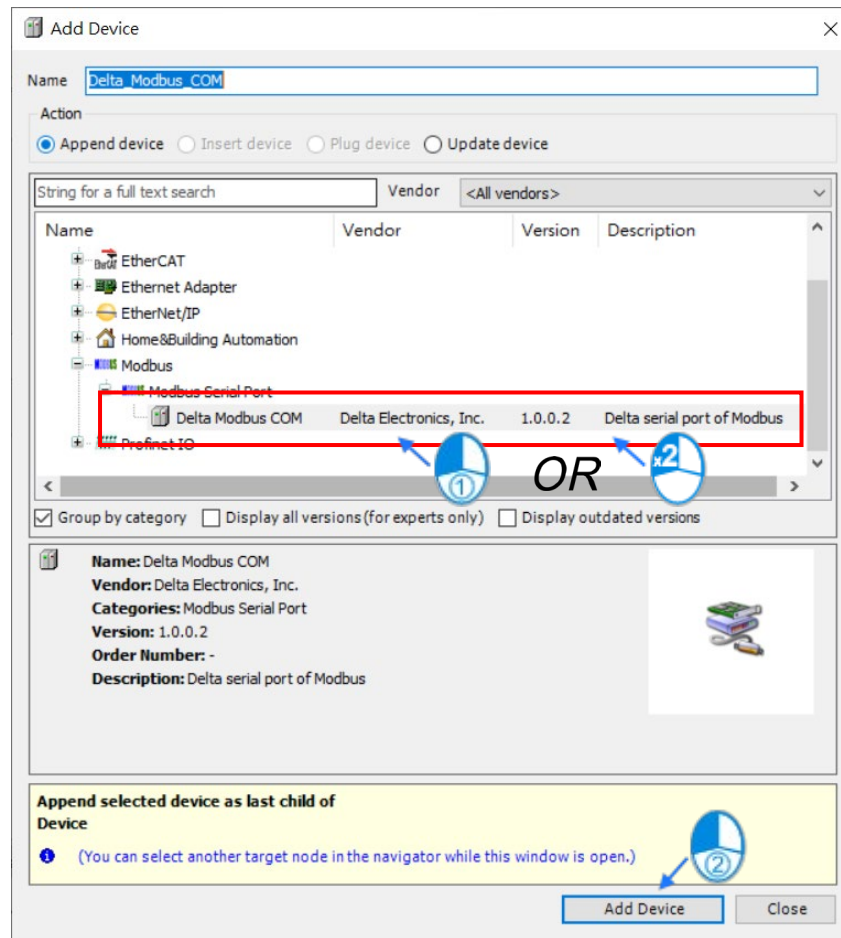 Add Device
Name Delta_Modbus_COM
Action
Append device Insert device Plug device Update device
String for a full text search Vendor <All vendors>
Name Vendor Version Description
EtherCAT
Ethernet Adapter
EtherNet/IP
Home&Building Automation
Modbus
Modbus Serial Port
Delta Modbus COM Delta Electronics, Inc. 1.0.0.2 Delta serial port of Modbus
Profinet IO
1 OR x2
Group by category Display all versions (for experts only) Display outdated versions
Name: Delta Modbus COM
Vendor: Delta Electronics, Inc.
Categories: Modbus Serial Port
Version: 1.0.0.2
Order Number: -
Description: Delta serial port of Modbus
Append selected device as last child of
Device
(You can select another target node in the navigator while this window is open.)
2
Add Device Close